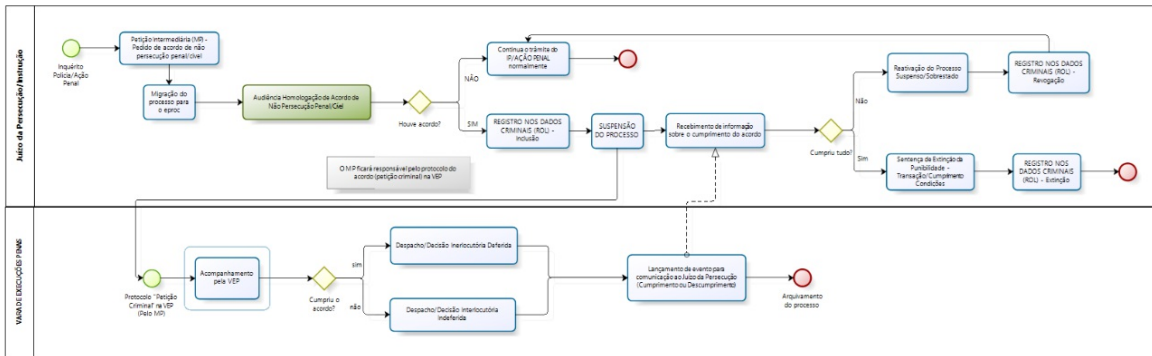 Juízo da Persecução/Instrução
Inquérito
Policia/Ação
Penal
Petição Intermediária (MP) -
Pedido de acordo de não
persecução penal/cível
Migração do
processo para
o eproc
Audiência Homologação de Acordo de
Não Persecução Penal/Cíel
Houve acordo?
NÃO
SIM
Continua o trâmite do
IP/AÇÃO PENAL
normalmente
REGISTRO NOS DADOS
CRIMINAIS (ROL) -
Inclusão
SUSPENSÃO
DO PROCESSO
Recebimento de informação
sobre o cumprimento do acordo
Cumpriu tudo?
Não
Sim
Reativação do Processo
Suspenso/Sobrestado
REGISTRO NOS DADOS
CRIMINAIS (ROL) -
Revogação
Sentença de Extinção da
Punibilidade -
Transação/Cumprimento
Condições
REGISTRO NOS
DADOS CRIMINAIS
(ROL) - Extinção
O MP ficará responsável pelo protocolo do
acordo (petição criminal) na VEP
VARA DE EXECUÇÕES PENAIS
Protocolo "Petição
Criminal" na VEP
(Pelo MP)
Acompanhamento
pela VEP
Cumpriu o
acordo?
sim
não
Despacho/Decisão Inerlocutória Deferida
Despacho/Decisão Interlocutória
Indeferida
Lançamento de evento para
comunicação ao Juízo da Persecução
(Cumprimento ou Descumprimento)
Arquivamento
do processo